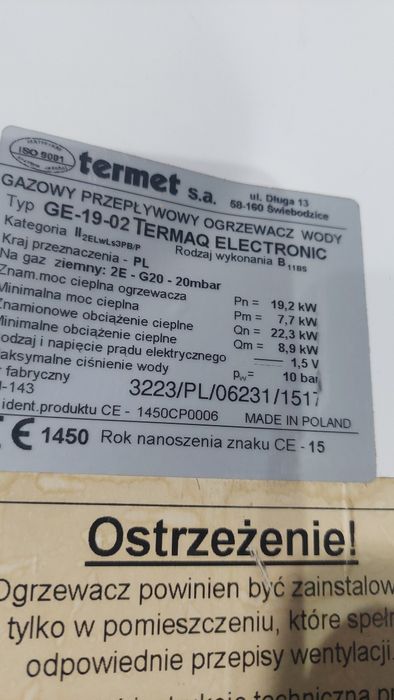 ISO 9001
termet s.a.
ul. Długa 13
58-160 Świebodzice
GAZOWY PRZEPŁYWOWY OGRZEWACZ WODY
Typ GE-19-02 TERMAQ ELECTRONIC
Kategoria II2ELwLs3PB/P Rodzaj wykonania B11BS
Kraj przeznaczenia - PL
Na gaz ziemny: 2E - G20 - 20mbar
Znam.moc cieplna ogrzewacza Pn = 19,2 kW
Minimalna moc cieplna Pm = 7,7 kW
Znamionowe obciążenie cieplne Qn = 22,3 kW
Minimalne obciążenie cieplne Qm = 8,9 kW
odzaj i napięcie prądu elektrycznego 1,5 V
aksymalne ciśnienie wody pw= 10 bar
fabryczny 3223/PL/06231/1517
-143
ident.produktu CE - 1450CP0006 MADE IN POLAND
CE 1450 Rok nanoszenia znaku CE - 15
Ostrzeżenie!
Ogrzewacz powinien być zainstalow
tylko w pomieszczeniu, które speł
odpowiednie przepisy wentylacji.
techniczna pr